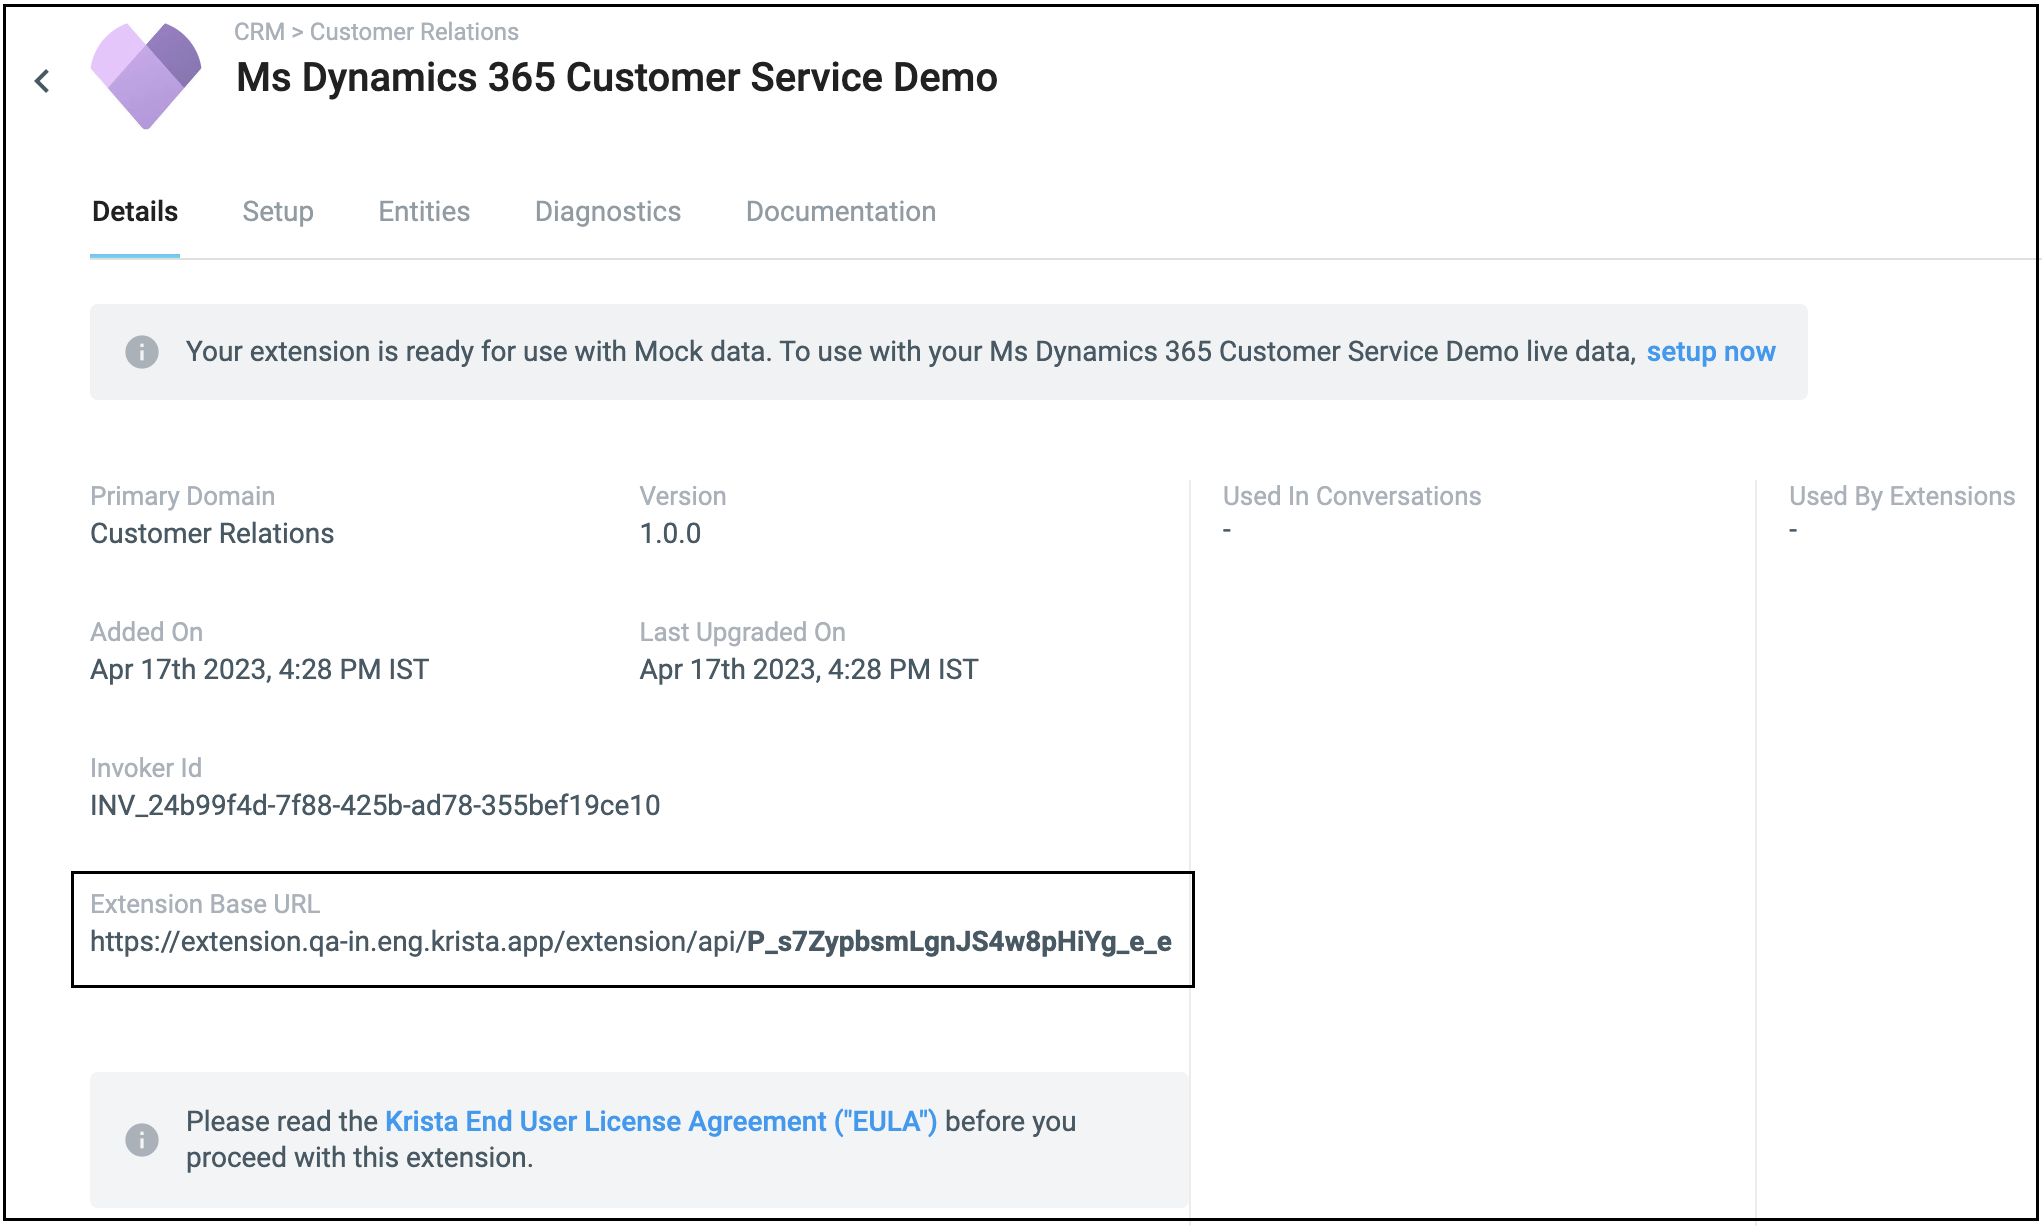 CRM > Customer Relations
Ms Dynamics 365 Customer Service Demo
Details Setup Entities Diagnostics Documentation
Your extension is ready for use with Mock data. To use with your Ms Dynamics 365 Customer Service Demo live data, setup now
Primary Domain
Customer Relations
Version
1.0.0
Used In Conversations
-
Used By Extensions
-
Added On
Apr 17th 2023, 4:28 PM IST
Last Upgraded On
Apr 17th 2023, 4:28 PM IST
Invoker Id
INV_24b99f4d-7f88-425b-ad78-355bef19ce10
Extension Base URL
https://extension.qa-in.eng.krista.app/extension/api/P_s7ZypbsmLgnJS4w8pHiYg_e_e
Please read the Krista End User License Agreement ("EULA") before you
proceed with this extension.